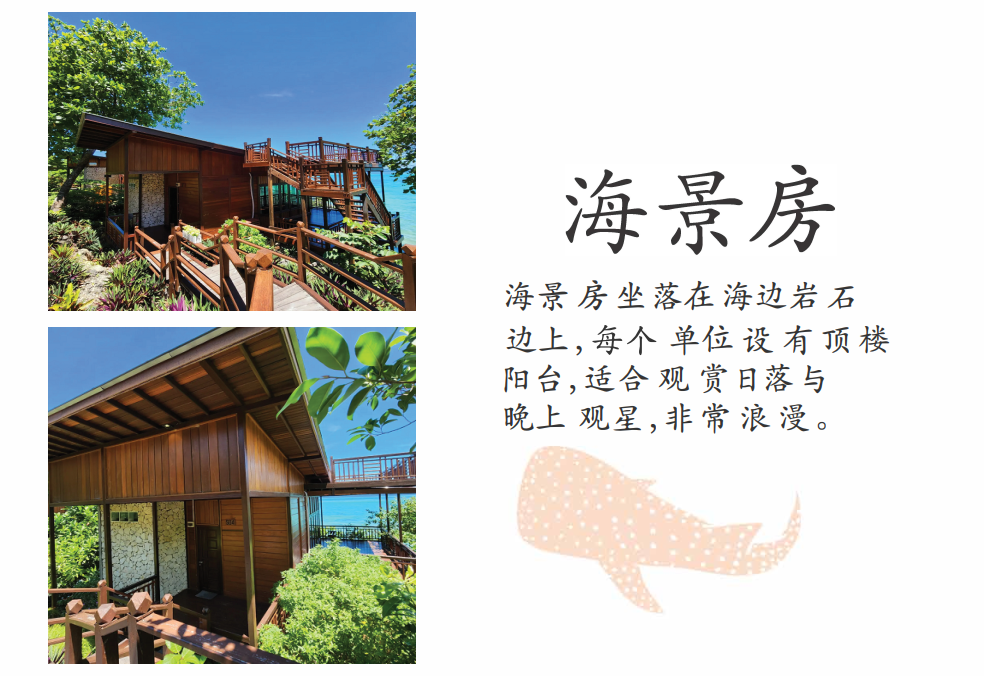 海景房
海景房坐落在海边岩石
边上,每个单位设有顶楼
阳台,适合观赏日落与
晚上观星,非常浪漫。